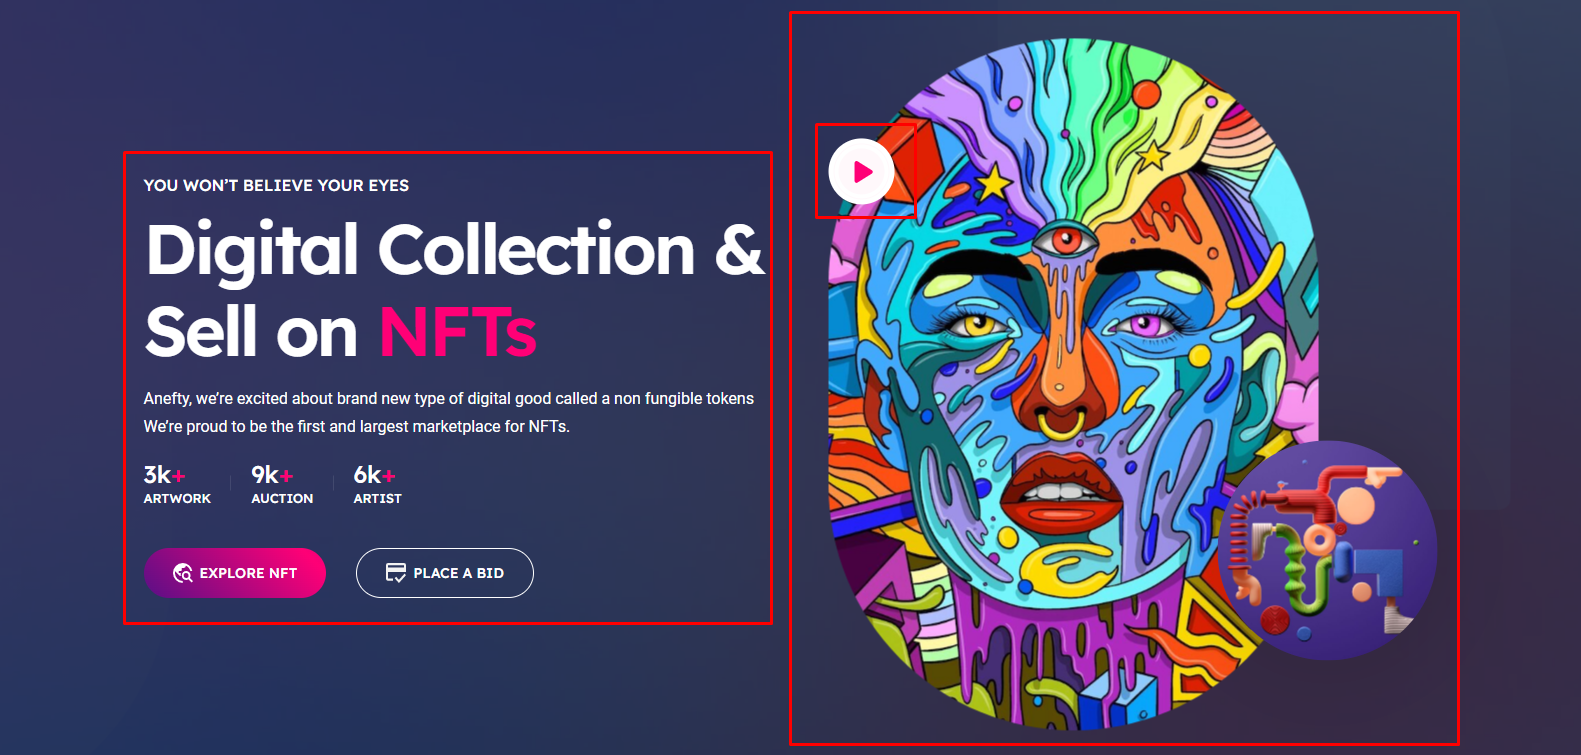 YOU WON’T BELIEVE YOUR EYES
Digital Collection &
Sell on NFTs
Anefty, we’re excited about brand new type of digital good called a non fungible tokens
We’re proud to be the first and largest marketplace for NFTs.
3k+ 9k+ 6k+
ARTWORK AUCTION ARTIST
EXPLORE NFT PLACE A BID